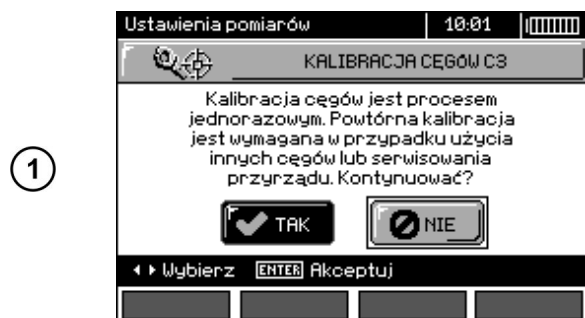 Ustawienia pomiarów 10:01
KALIBRACJA CĘGÓW C3
Kalibracja cęgów jest procesem
jednorazowym. Powtórna kalibracja
jest wymagana w przypadku użycia
innych cęgów lub serwisowania
przyrządu. Kontynuować?
1
TAK NIE
Wybierz ENTER Akceptuj